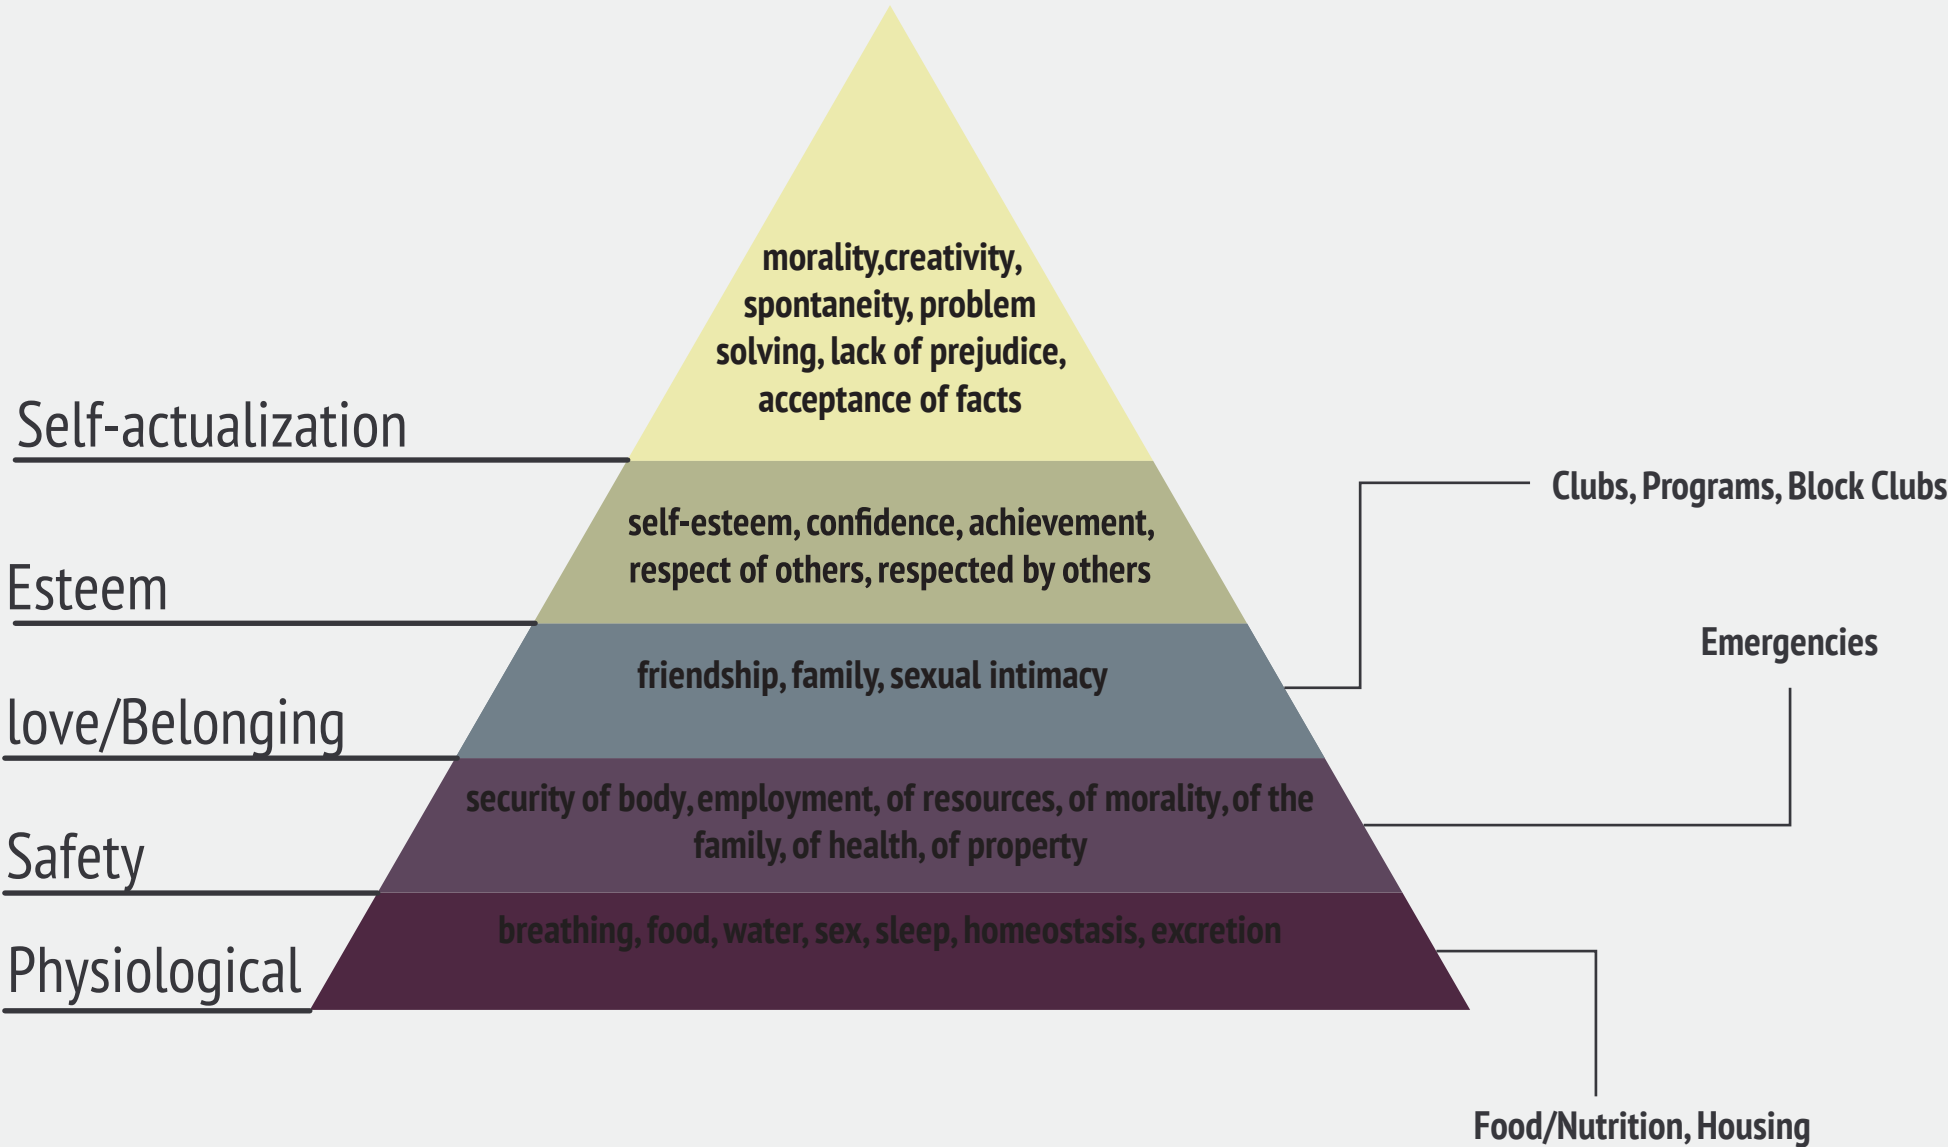 morality,creativity,
spontaneity, problem
solving, lack of prejudice,
acceptance of facts
Self-actualization
self-esteem, confidence, achievement,
respect of others, respected by others
Esteem
Clubs, Programs, Block Clubs
friendship, family, sexual intimacy
love/Belonging
Emergencies
security of body, employment, of resources, of morality, of the
family, of health, of property
Safety
breathing, food, water, sex, sleep, homeostasis, excretion
Physiological
Food/Nutrition, Housing